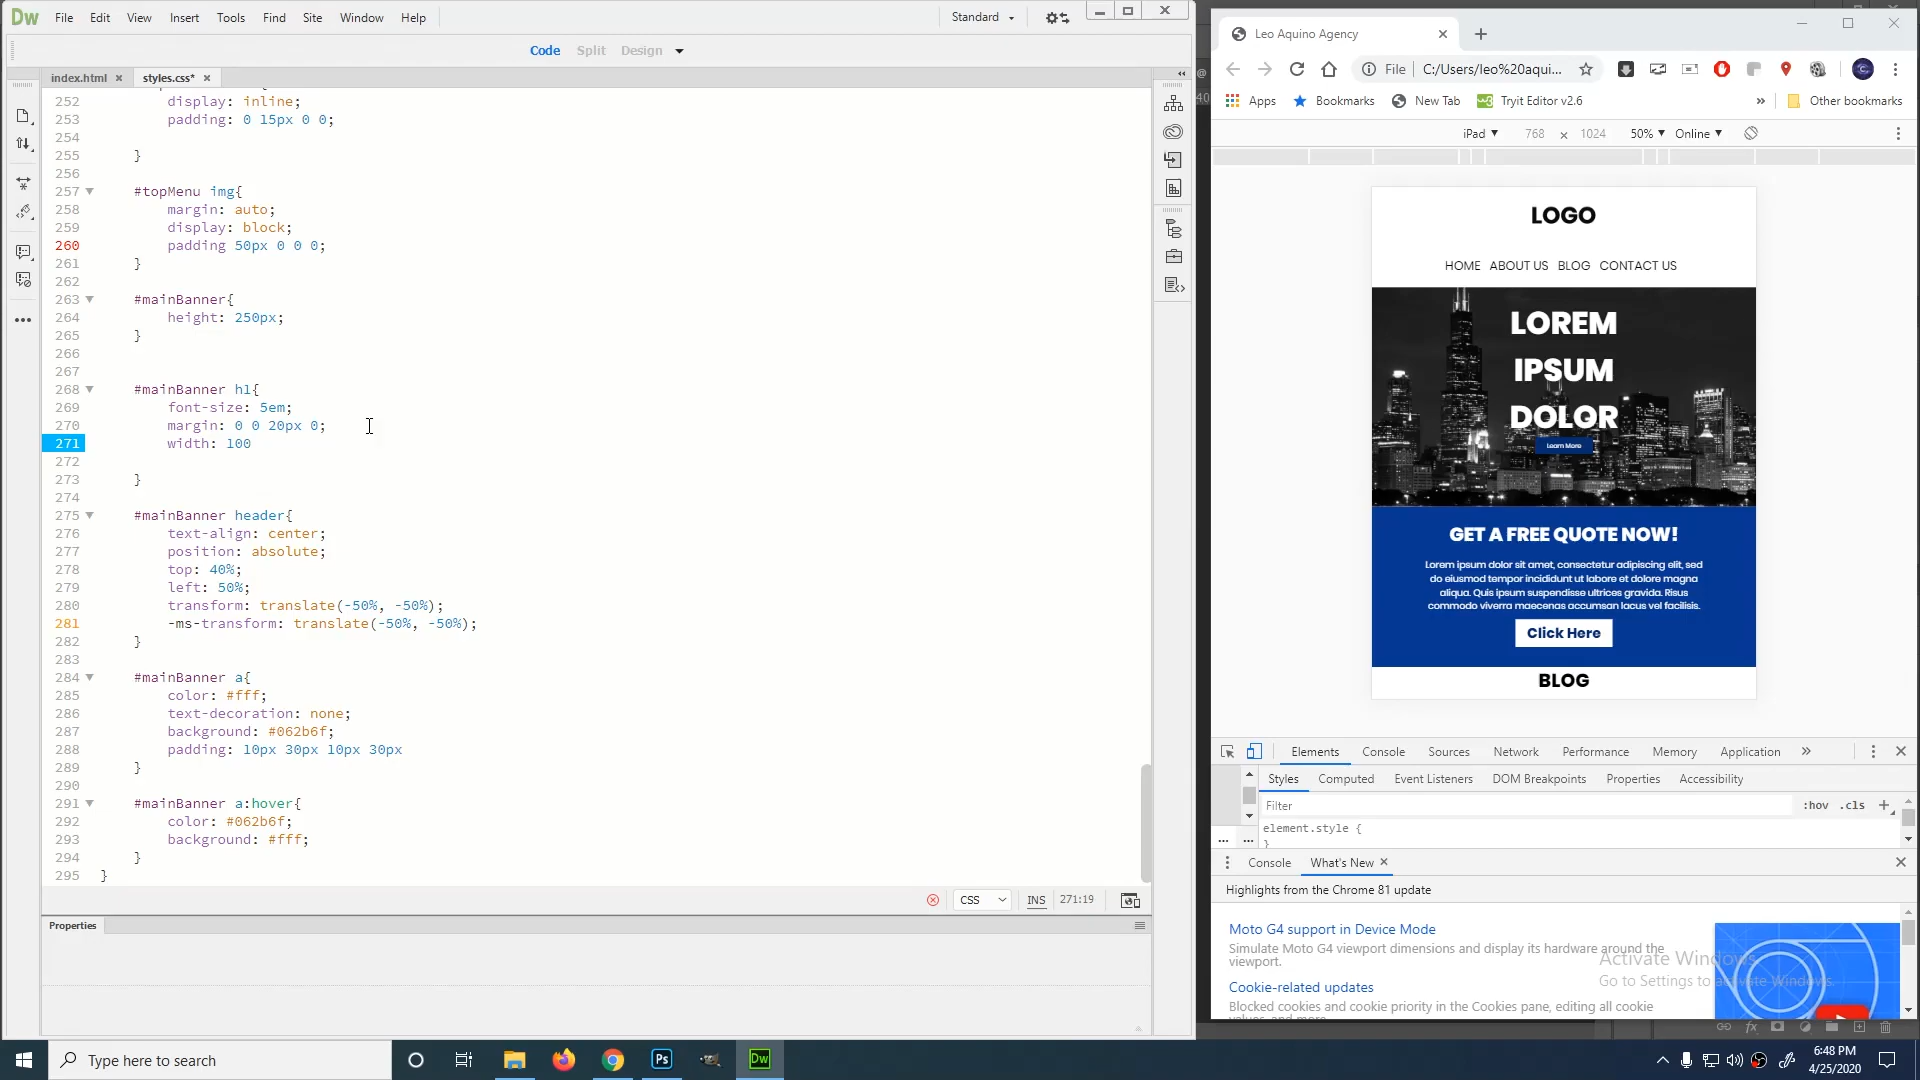 Dw File Edit View Insert Tools Find Site Window Help
Standard
Code Split Design
index.html × styles.css* ×
252 display: inline;
253 padding: 0 15px 0 0;
254
255 }
256
257 #topMenu img{
258 margin: auto;
259 display: block;
260 padding 50px 0 0 0;
261 }
262
263 #mainBanner{
264 height: 250px;
265 }
266
267
268 #mainBanner h1{
269 font-size: 5em;
270 margin: 0 0 20px 0;
271 width: 100
272
273 }
274
275 #mainBanner header{
276 text-align: center;
277 position: absolute;
278 top: 40%;
279 left: 50%;
280 transform: translate(-50%, -50%);
281 -ms-transform: translate(-50%, -50%);
282 }
283
284 #mainBanner a{
285 color: #fff;
286 text-decoration: none;
287 background: #062b6f;
288 padding: 10px 30px 10px 30px
289 }
290
291 #mainBanner a:hover{
292 color: #062b6f;
293 background: #fff;
294 }
295 }
CSS INS 271:19
Properties
Leo Aquino Agency
File C:/Users/leo%20aqui...
Apps Bookmarks New Tab Tryit Editor v2.6 » Other bookmarks
iPad 768 × 1024 50% Online
LOGO
HOME ABOUT US BLOG CONTACT US
LOREM
IPSUM
DOLOR
Learn More
GET A FREE QUOTE NOW!
Lorem ipsum dolor sit amet, consectetur adipiscing elit, sed
do eiusmod tempor incididunt ut labore et dolore magna
aliqua. Quis ipsum suspendisse ultrices gravida. Risus
commodo viverra maecenas accumsan lacus vel facilisis.
Click Here
BLOG
Elements Console Sources Network Performance Memory Application »
Styles Computed Event Listeners DOM Breakpoints Properties Accessibility
Filter :hov .cls +
element.style {
}
Console What's New ×
Highlights from the Chrome 81 update
Moto G4 support in Device Mode
Simulate Moto G4 viewport dimensions and display its hardware around the
viewport.
Cookie-related updates
Blocked cookies and cookie priority in the Cookies pane, editing all cookie
values, and more.
Activate Windows
Go to Settings to activate Windows.
Type here to search
Ps Dw
6:48 PM
4/25/2020